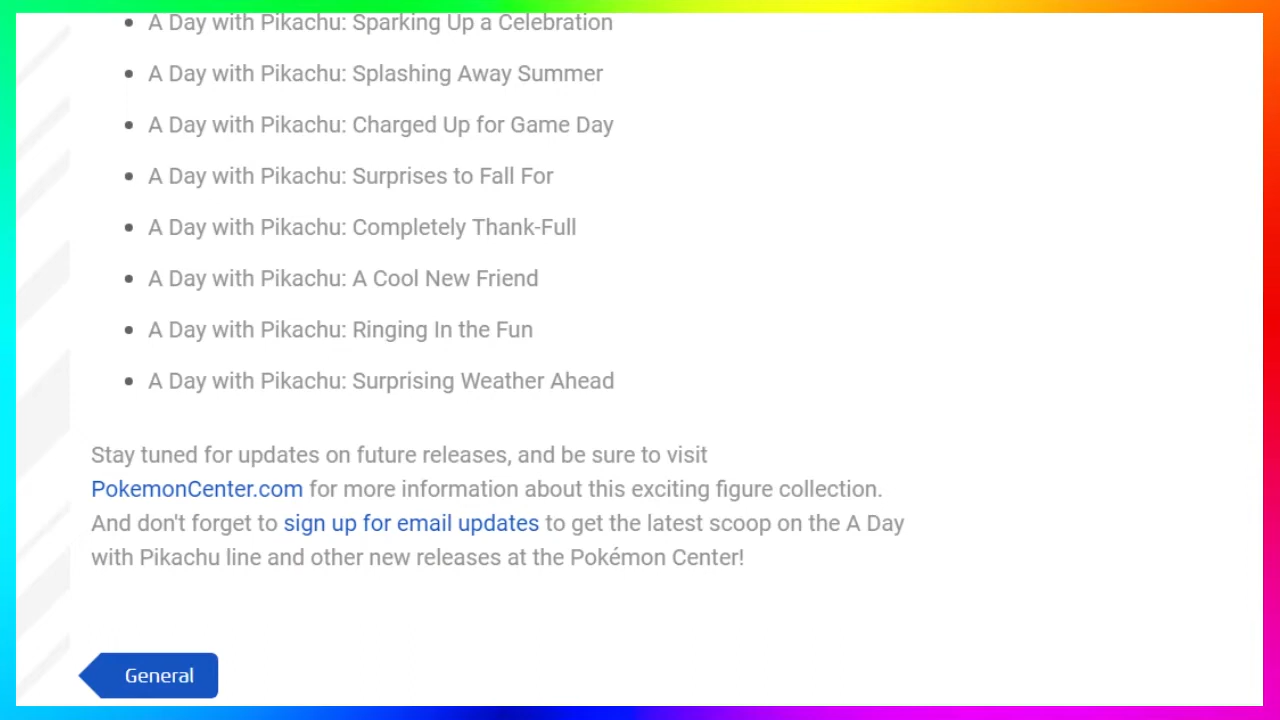 A Day with Pikachu: Sparking Up a Celebration
A Day with Pikachu: Splashing Away Summer
A Day with Pikachu: Charged Up for Game Day
A Day with Pikachu: Surprises to Fall For
A Day with Pikachu: Completely Thank-Full
A Day with Pikachu: A Cool New Friend
A Day with Pikachu: Ringing In the Fun
A Day with Pikachu: Surprising Weather Ahead
Stay tuned for updates on future releases, and be sure to visit
PokemonCenter.com for more information about this exciting figure collection.
And don't forget to sign up for email updates to get the latest scoop on the A Day
with Pikachu line and other new releases at the Pokémon Center!
General